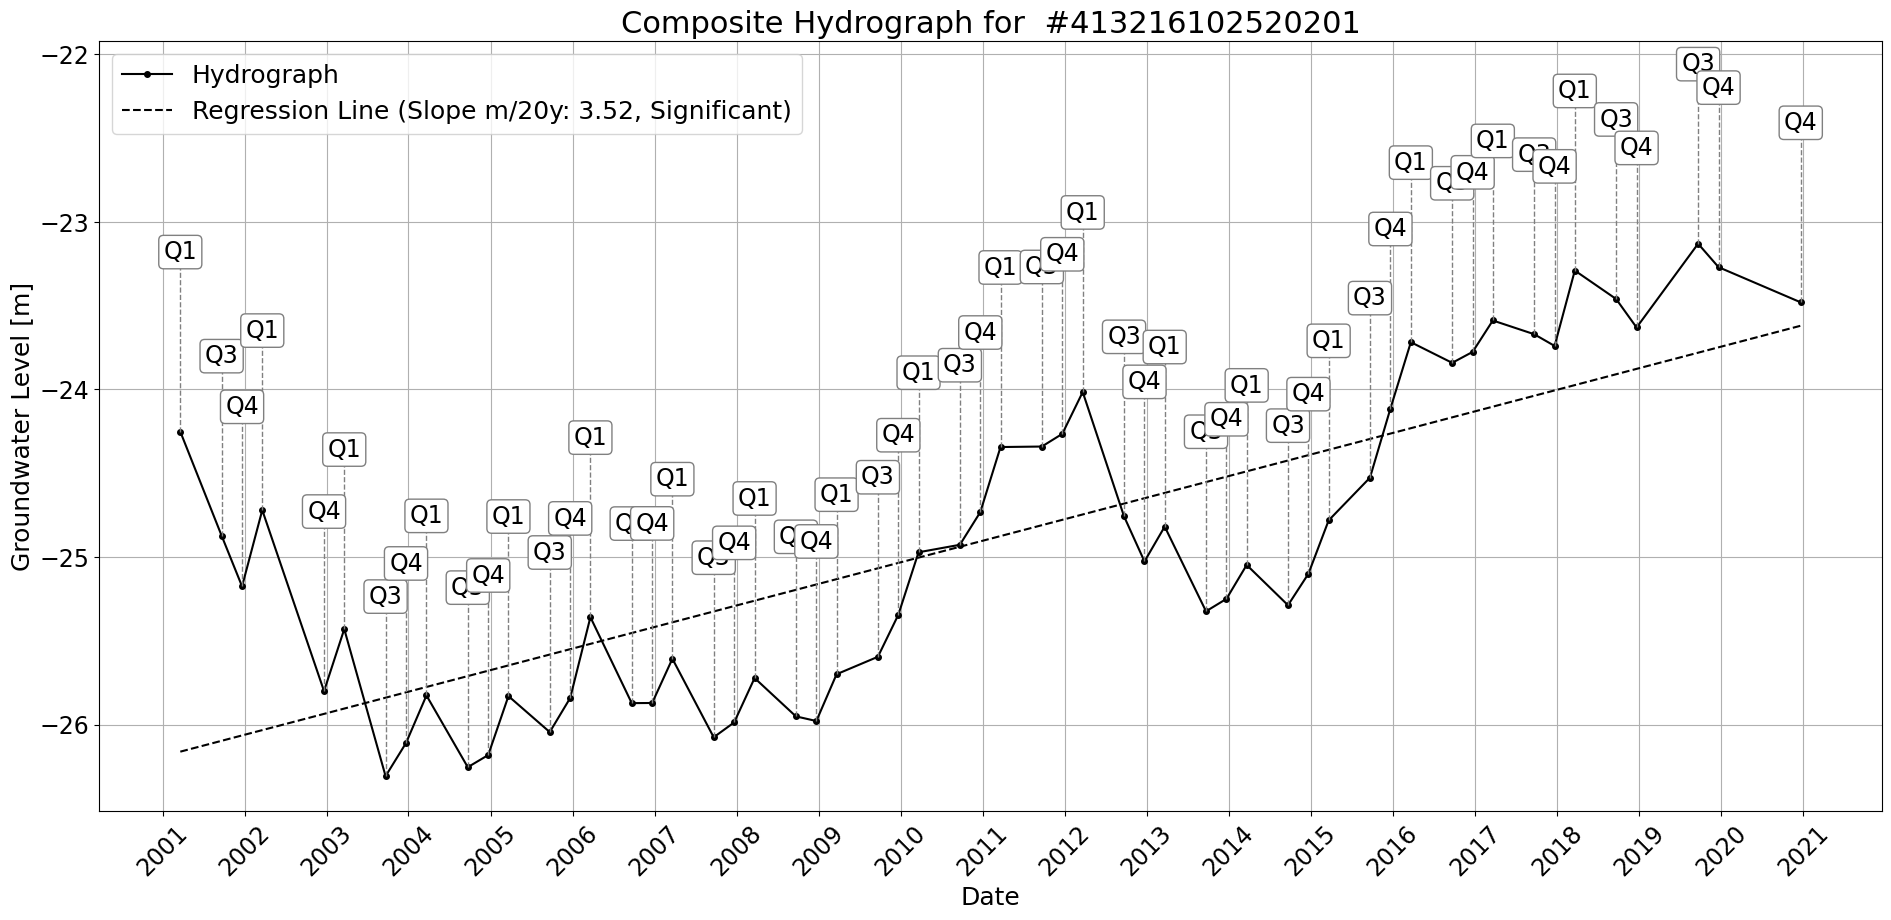 Composite Hydrograph for #413216102520201
Hydrograph
Regression Line (Slope m/20y: 3.52, Significant)
Groundwater Level [m]
−22
−23
−24
−25
−26
Q1
Q3
Q4
Q1
Q4
Q1
Q3
Q4
Q1
Q3
Q4
Q1
Q3
Q4
Q1
Q4
Q1
Q3
Q4
Q1
Q4
Q1
Q3
Q4
Q1
Q3
Q4
Q1
Q3
Q4
Q1
Q3
Q4
Q1
Q3
Q4
Q1
Q3
Q4
Q1
Q3
Q4
Q1
Q4
Q1
Q3
Q4
Q1
Q3
Q4
Q3
Q4
Q4
2001
2002
2003
2004
2005
2006
2007
2008
2009
2010
2011
2012
2013
2014
2015
2016
2017
2018
2019
2020
2021
Date